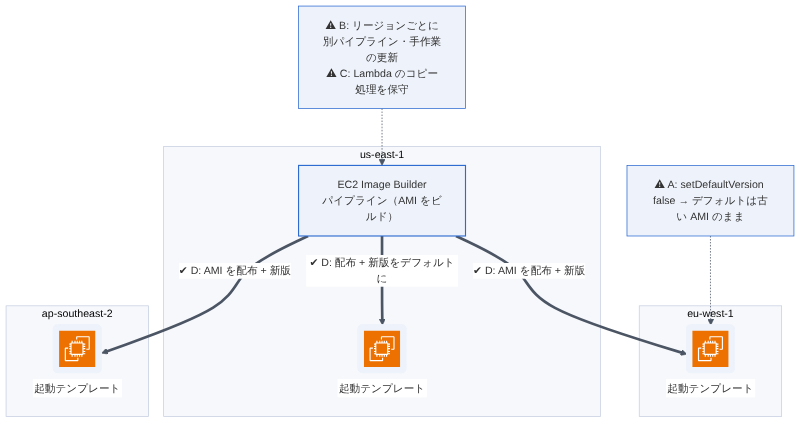 ⚠ B: リージョンごとに
別パイプライン・手作業
の更新
⚠ C: Lambda のコピー
処理を保守
us-east-1
EC2 Image Builder
パイプライン（AMI をビ
ルド）
⚠ A: setDefaultVersion
false → デフォルトは古
い AMI のまま
✔ D: AMI を配布 + 新版
✔ D: 配布 + 新版をデフォルト
に
✔ D: AMI を配布 + 新版
ap-southeast-2
起動テンプレート
起動テンプレート
eu-west-1
起動テンプレート